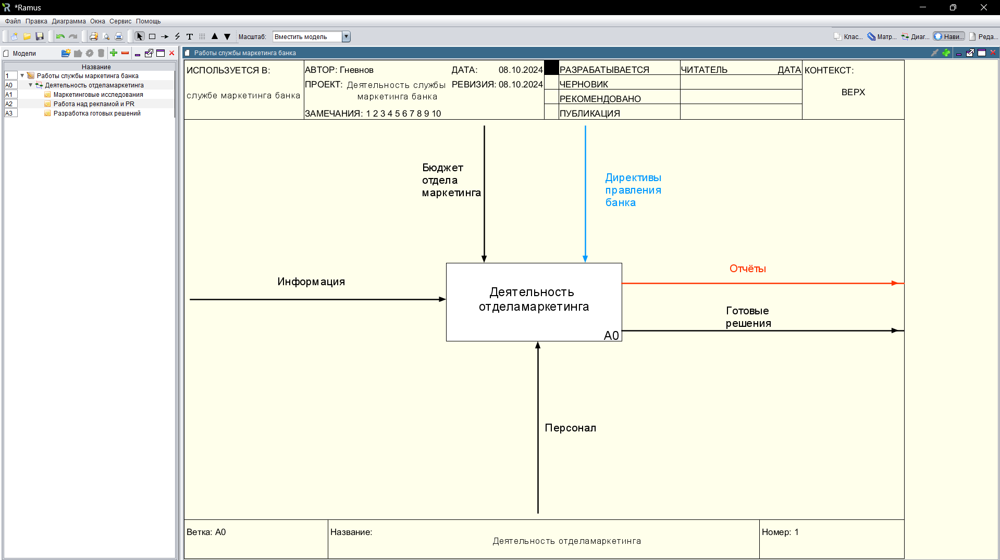 *Ramus
Файл Правка Диаграмма Окна Сервис Помощь
Масштаб: Вместить модель
Клас... Матр... Диаг... Нави... Реда...
Модели
Название
1 Работы службы маркетинга банка
A0 Деятельность отделамаркетинга
A1 Маркетинговые исследования
A2 Работа над рекламой и PR
A3 Разработка готовых решений
Работы службы маркетинга банка
ИСПОЛЬЗУЕТСЯ В:
службе маркетинга банка
АВТОР: Гневнов
ДАТА: 08.10.2024
ПРОЕКТ: Деятельность службы
маркетинга банка
РЕВИЗИЯ: 08.10.2024
ЗАМЕЧАНИЯ: 1 2 3 4 5 6 7 8 9 10
РАЗРАБАТЫВАЕТСЯ
ЧЕРНОВИК
РЕКОМЕНДОВАНО
ПУБЛИКАЦИЯ
ЧИТАТЕЛЬ ДАТА
КОНТЕКСТ:
ВЕРХ
Бюджет
отдела
маркетинга
Директивы
правления
банка
Информация
Деятельность
отделамаркетинга
A0
Отчёты
Готовые
решения
Персонал
Ветка: A0
Название:
Деятельность отделамаркетинга
Номер: 1